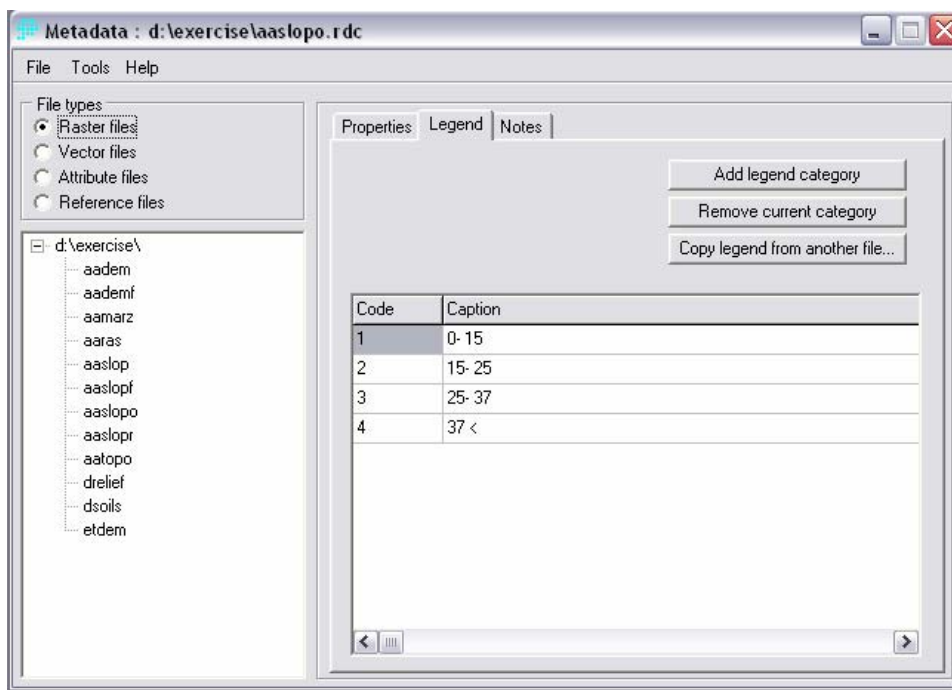 Metadata : d:\exercise\aaslopo.rdc
File Tools Help
File types
Raster files
Vector files
Attribute files
Reference files
d:\exercise\
aadem
aademf
aamarz
aaras
aaslop
aaslopf
aaslopo
aaslopr
aatopo
drelief
dsoils
etdem
Properties Legend Notes
Add legend category
Remove current category
Copy legend from another file...
Code Caption
1 0- 15
2 15- 25
3 25- 37
4 37 <